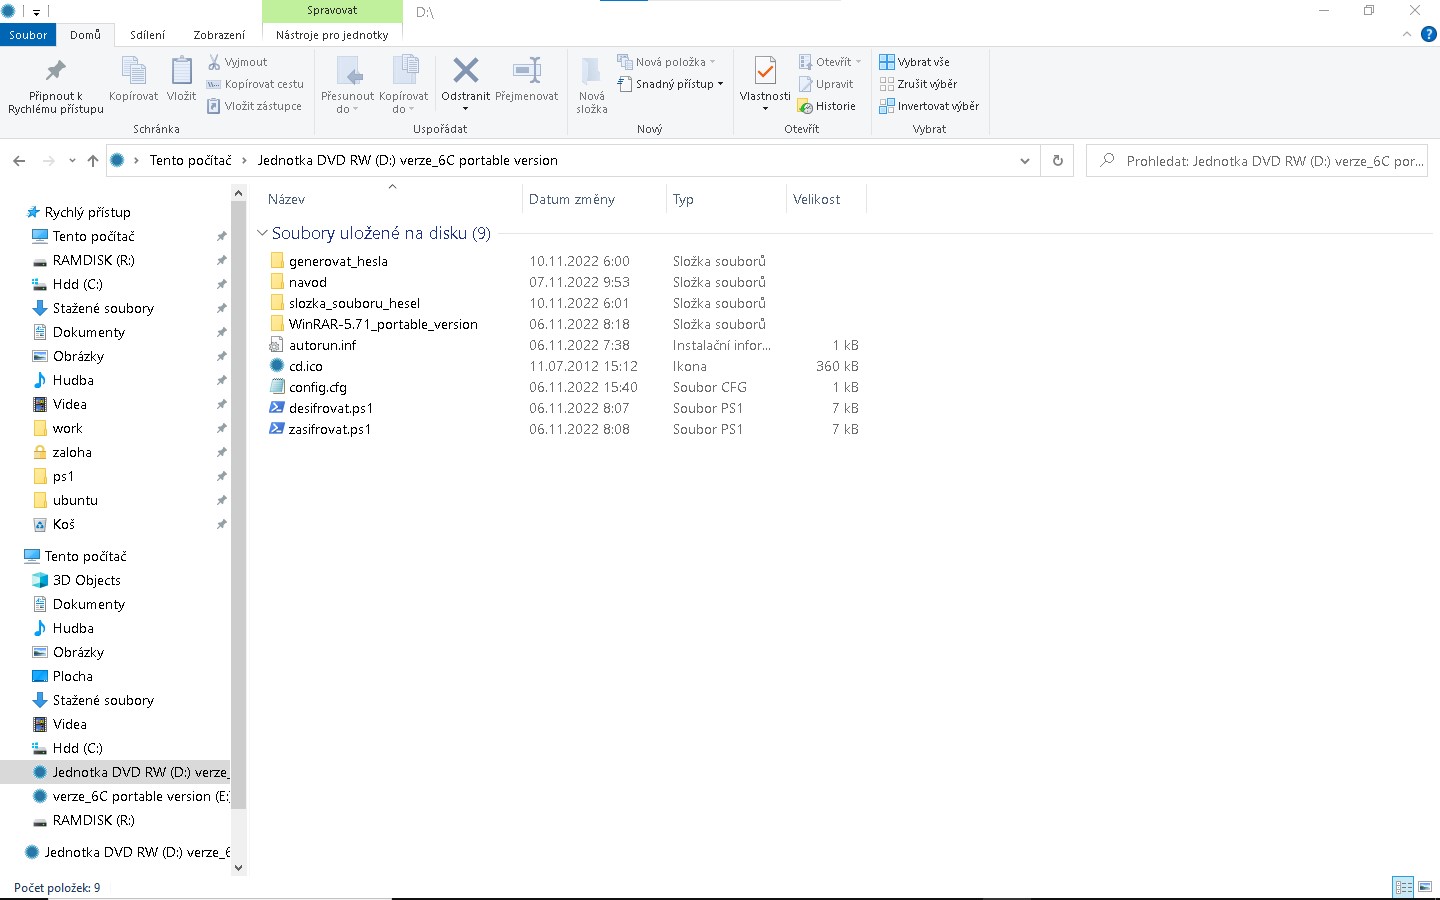 Spravovat
D:\
Soubor
Domů
Sdílení
Zobrazení
Nástroje pro jednotky
Připnout k
Rychlému přístupu
Kopírovat
Vložit
Vyjmout
Kopírovat cestu
Vložit zástupce
Schránka
Přesunout
do
Kopírovat
do
Odstranit
Přejmenovat
Uspořádat
Nová
složka
Nová položka
Snadný přístup
Nový
Vlastnosti
Otevřít
Upravit
Historie
Otevřít
Vybrat vše
Zrušit výběr
Invertovat výběr
Vybrat
Tento počítač
Jednotka DVD RW (D:) verze_6C portable version
Prohledat: Jednotka DVD RW (D:) verze_6C por...
Rychlý přístup
Tento počítač
RAMDISK (R:)
Hdd (C:)
Stažené soubory
Dokumenty
Obrázky
Hudba
Videa
work
zaloha
ps1
ubuntu
Koš
Tento počítač
3D Objects
Dokumenty
Hudba
Obrázky
Plocha
Stažené soubory
Videa
Hdd (C:)
Jednotka DVD RW (D:) verze_
verze_6C portable version (E:
RAMDISK (R:)
Jednotka DVD RW (D:) verze_6
Název Datum změny Typ Velikost
Soubory uložené na disku (9)
generovat_hesla 10.11.2022 6:00 Složka souborů
navod 07.11.2022 9:53 Složka souborů
slozka_souboru_hesel 10.11.2022 6:01 Složka souborů
WinRAR-5.71_portable_version 06.11.2022 8:18 Složka souborů
autorun.inf 06.11.2022 7:38 Instalační infor... 1 kB
cd.ico 11.07.2012 15:12 Ikona 360 kB
config.cfg 06.11.2022 15:40 Soubor CFG 1 kB
desifrovat.ps1 06.11.2022 8:07 Soubor PS1 7 kB
zasifrovat.ps1 06.11.2022 8:08 Soubor PS1 7 kB
Počet položek: 9